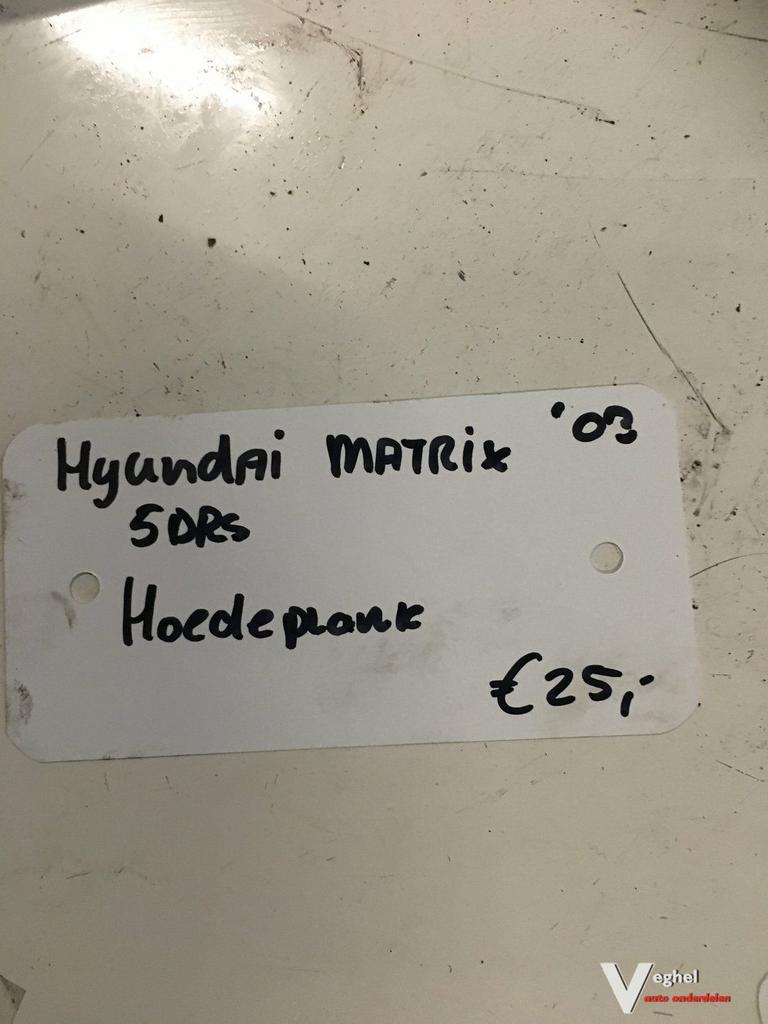 Hyundai MATRix '03
5DRS
Hoedeplank
€25,-
Veghel
auto onderdelen